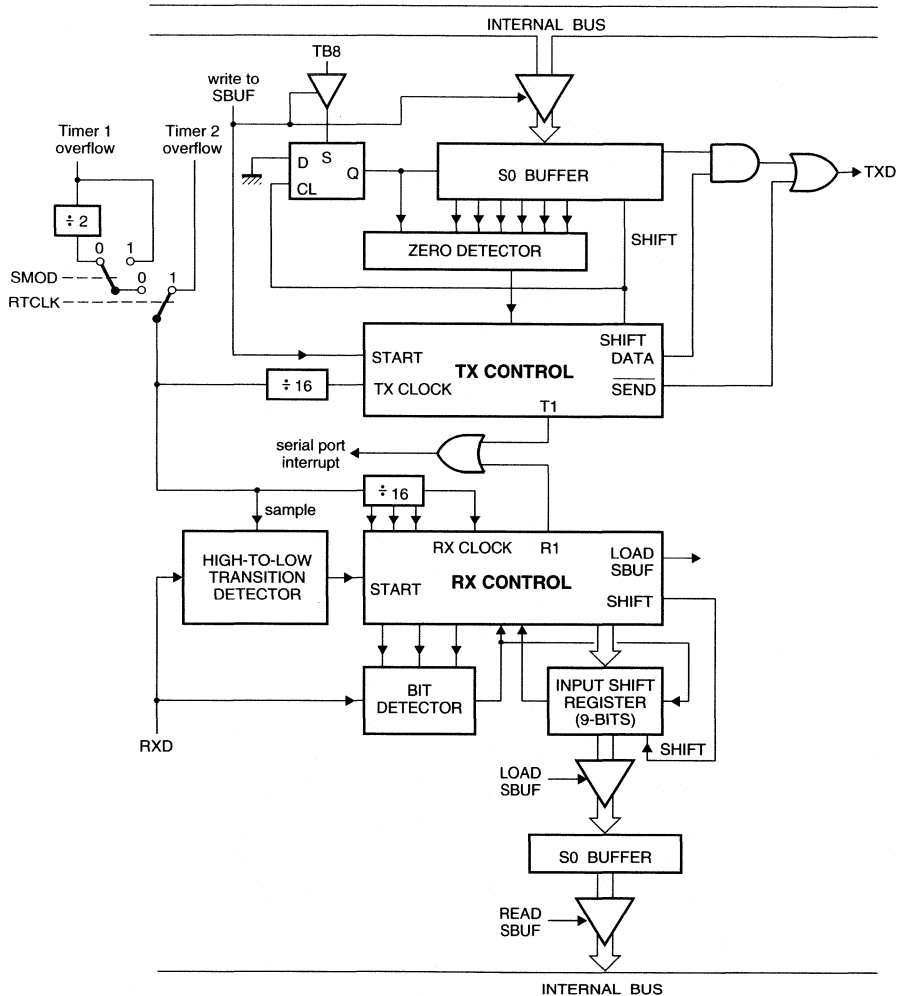 INTERNAL BUS
TB8
write to
SBUF
Timer 1
overflow
Timer 2
overflow
D
S
Q
CL
S0 BUFFER
TXD
÷ 2
ZERO DETECTOR
SHIFT
0
1
SMOD
0
1
RTCLK
START
TX CONTROL
SHIFT
DATA
÷ 16
TX CLOCK
SEND
T1
serial port
interrupt
÷ 16
sample
HIGH-TO-LOW
TRANSITION
DETECTOR
RX CLOCK
R1
LOAD
SBUF
START
RX CONTROL
SHIFT
BIT
DETECTOR
INPUT SHIFT
REGISTER
(9-BITS)
RXD
SHIFT
LOAD
SBUF
S0 BUFFER
READ
SBUF
INTERNAL BUS